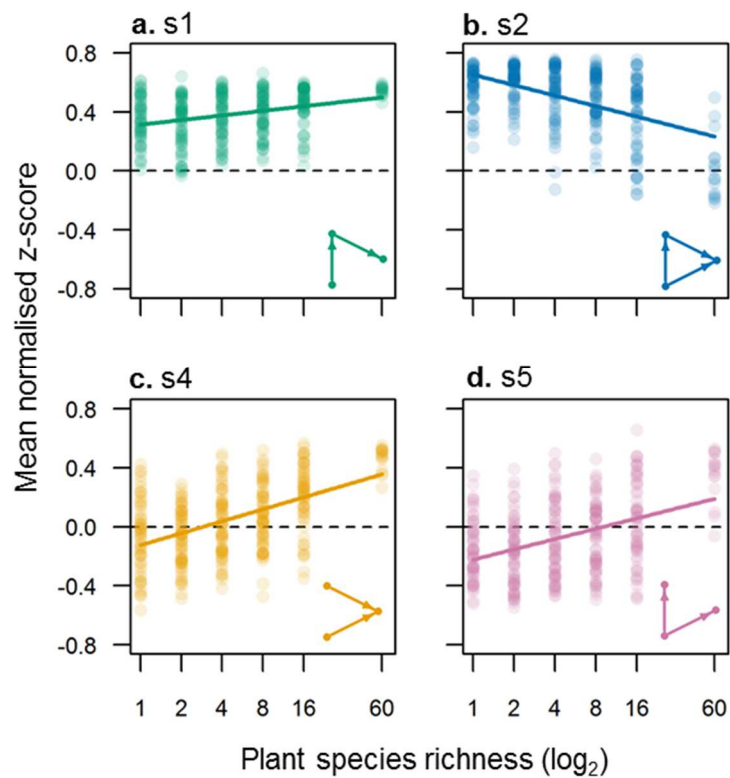 a. s1
b. s2
0.8
0.4
0.0
-0.4
-0.8
c. s4
d. s5
0.8
0.4
0.0
-0.4
-0.8
1 2 4 8 16 60
1 2 4 8 16 60
Mean normalised z-score
Plant species richness (log₂)